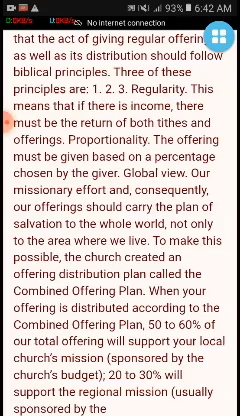 0KB/s U:0KB/s No internet connection 93% 6:42 AM
that the act of giving regular offering
as well as its distribution should follow
biblical principles. Three of these
principles are: 1. 2. 3. Regularity. This
means that if there is income, there
must be the return of both tithes and
offerings. Proportionality. The offering
must be given based on a percentage
chosen by the giver. Global view. Our
missionary effort and, consequently,
our offerings should carry the plan of
salvation to the whole world, not only
to the area where we live. To make this
possible, the church created an
offering distribution plan called the
Combined Offering Plan. When your
offering is distributed according to the
Combined Offering Plan, 50 to 60% of
our total offering will support your local
church's mission (sponsored by the
church's budget); 20 to 30% will
support the regional mission (usually
sponsored by the